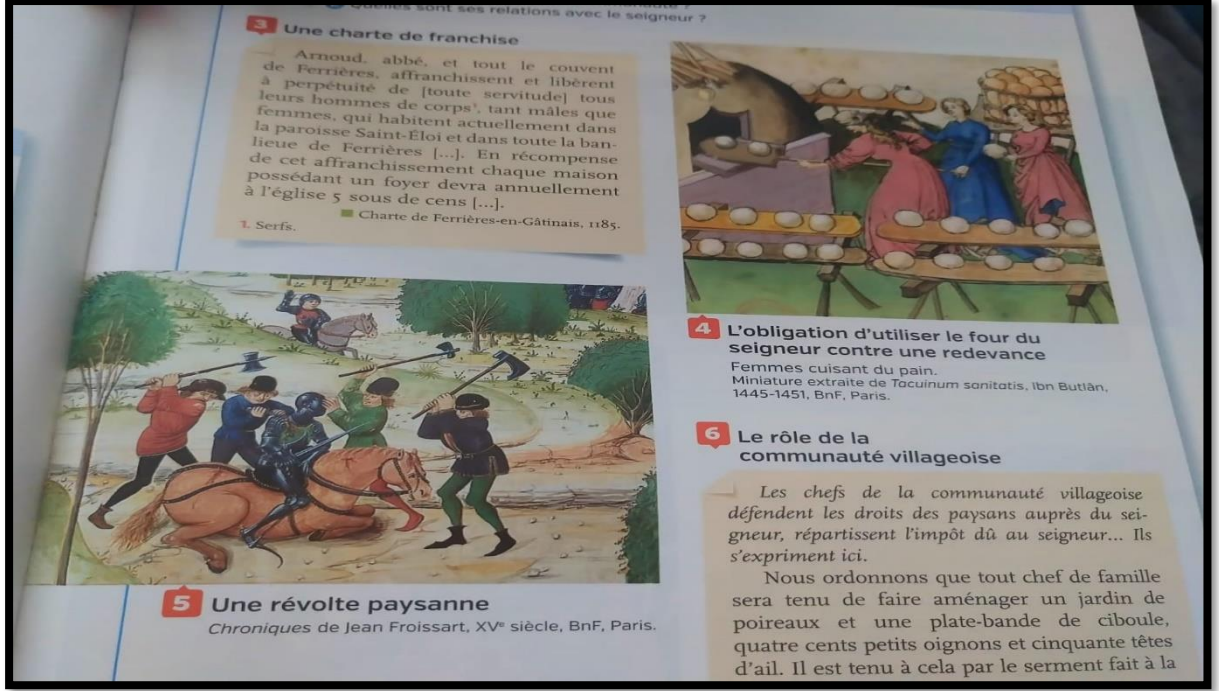 Quelles sont ses relations avec le seigneur ?
3 Une charte de franchise
Arnoud, abbé, et tout le couvent
de Ferrières, affranchissent et libèrent
à perpétuité de [toute servitude] tous
leurs hommes de corps¹, tant mâles que
femmes, qui habitent actuellement dans
la paroisse Saint-Éloi et dans toute la ban-
lieue de Ferrières [...]. En récompense
de cet affranchissement chaque maison
possédant un foyer devra annuellement
à l'église 5 sous de cens [...].
Charte de Ferrières-en-Gâtinais, 1185.
1. Serfs.
4 L'obligation d'utiliser le four du
seigneur contre une redevance
Femmes cuisant du pain.
Miniature extraite de Tacuinum sanitatis, Ibn Butlân,
1445-1451, BnF, Paris.
5 Une révolte paysanne
Chroniques de Jean Froissart, XVe siècle, BnF, Paris.
6 Le rôle de la
communauté villageoise
Les chefs de la communauté villageoise
défendent les droits des paysans auprès du sei-
gneur, répartissent l'impôt dû au seigneur... Ils
s'expriment ici.
Nous ordonnons que tout chef de famille
sera tenu de faire aménager un jardin de
poireaux et une plate-bande de ciboule,
quatre cents petits oignons et cinquante têtes
d'ail. Il est tenu à cela par le serment fait à la